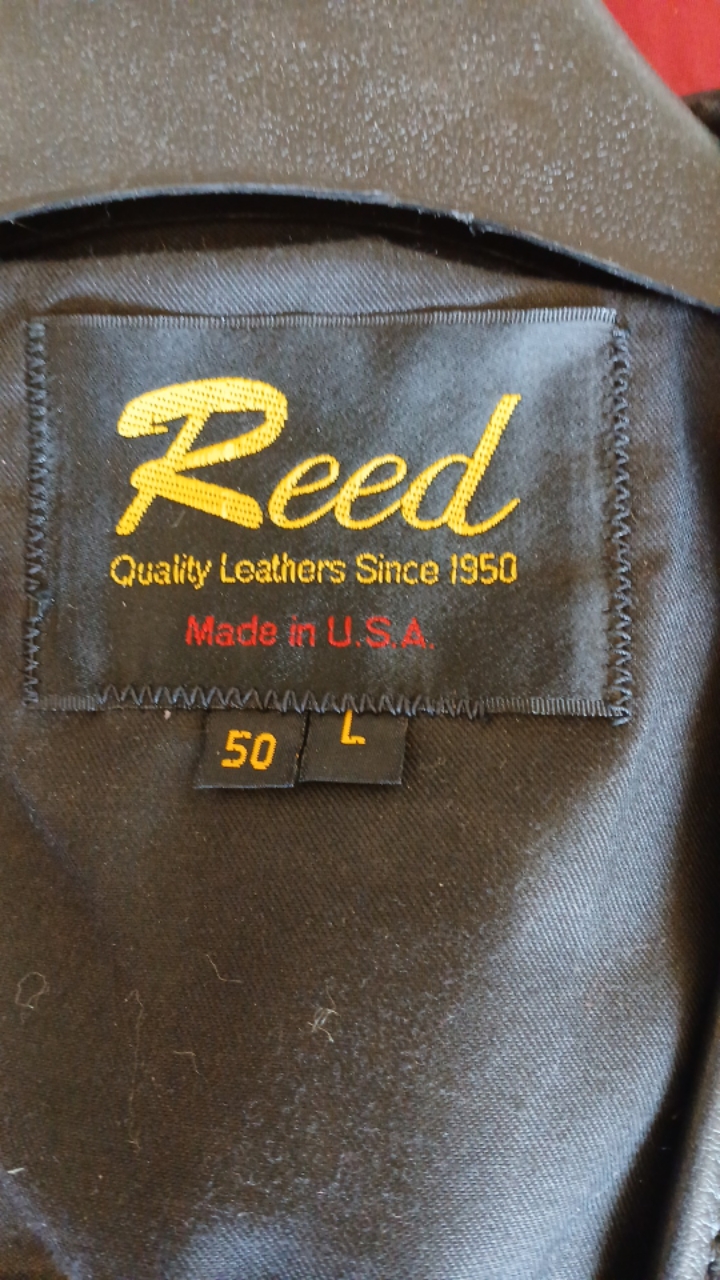 Reed
Quality Leathers Since 1950
Made in U.S.A.
50 L